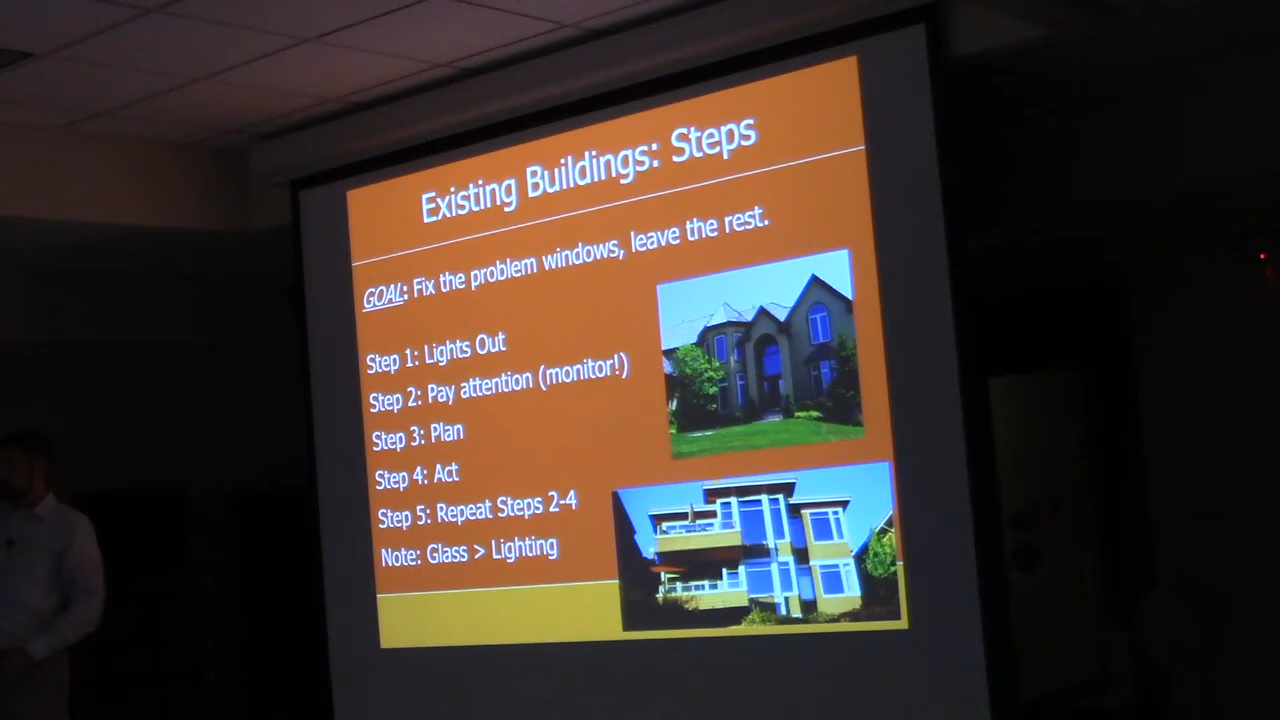 Existing Buildings: Steps
GOAL: Fix the problem windows, leave the rest.
Step 1: Lights Out
Step 2: Pay attention (monitor!)
Step 3: Plan
Step 4: Act
Step 5: Repeat Steps 2-4
Note: Glass > Lighting